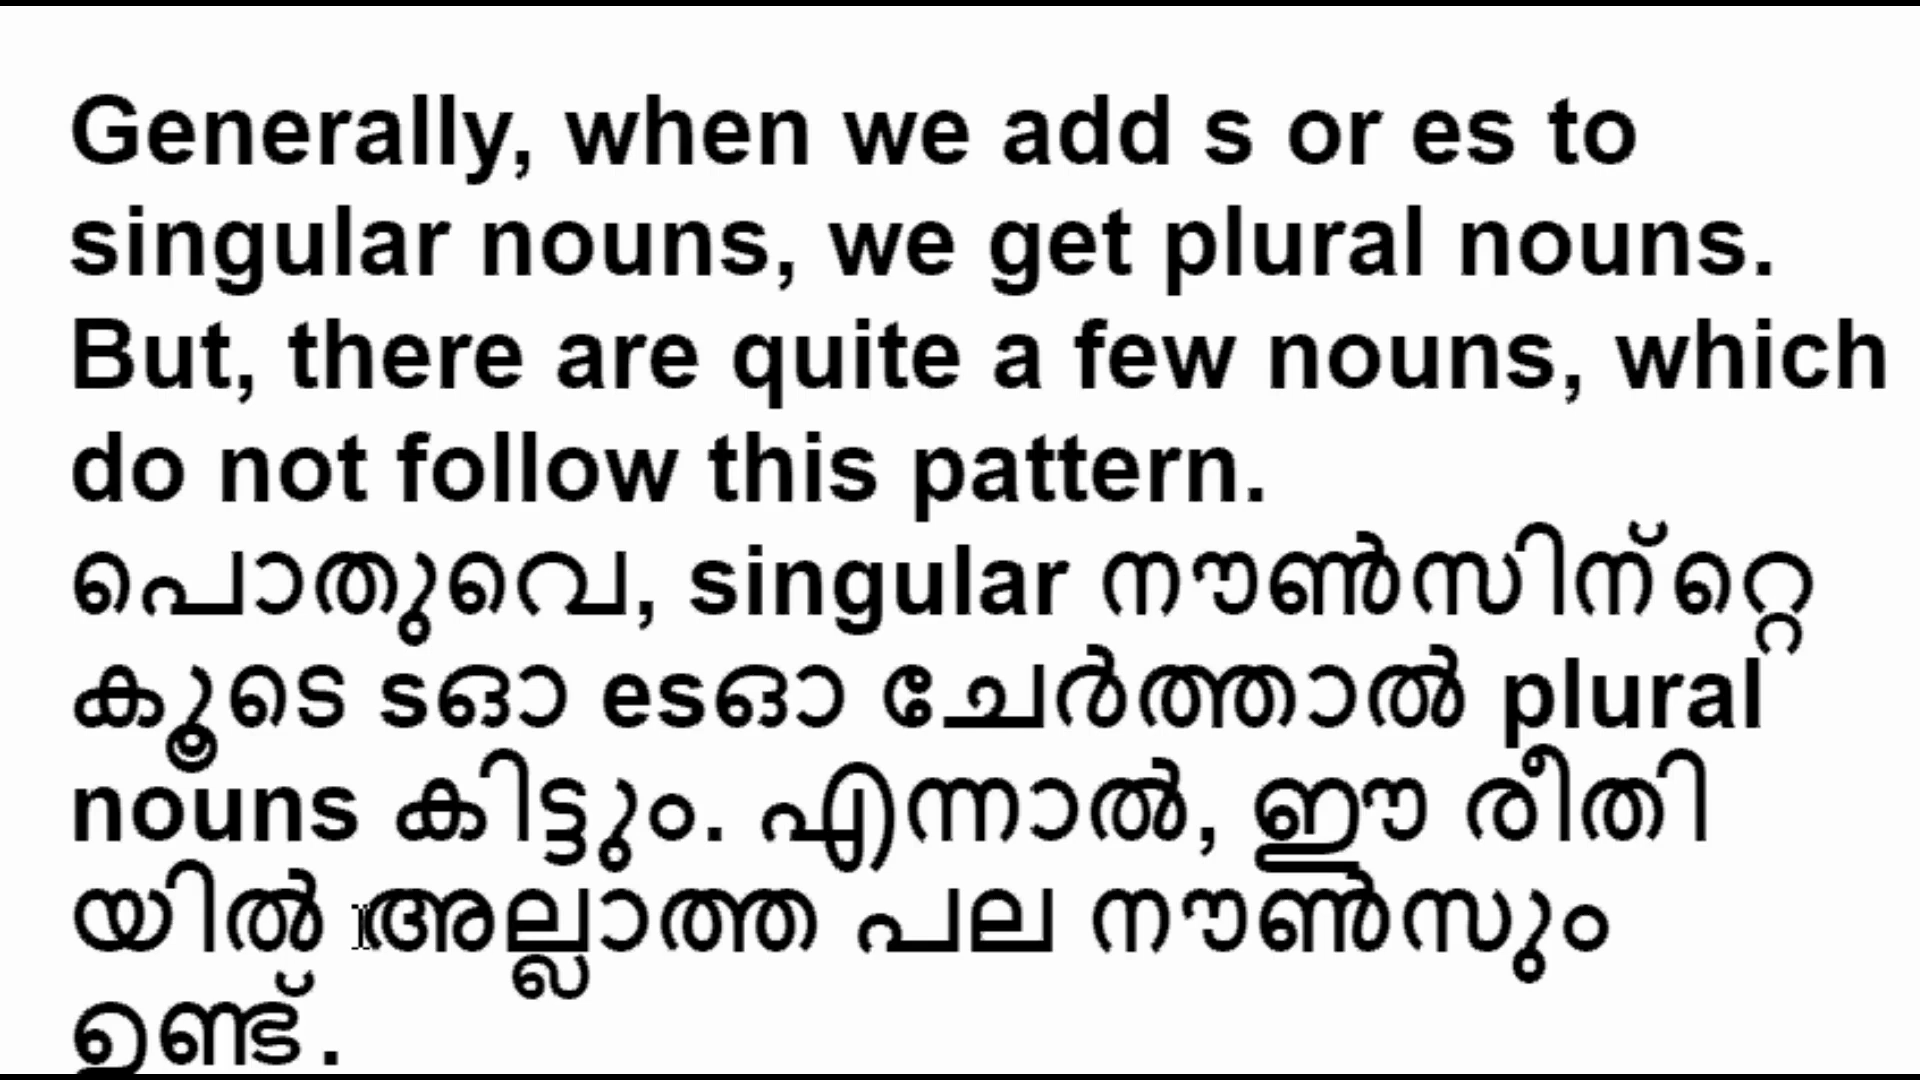 Generally, when we add s or es to
singular nouns, we get plural nouns.
But, there are quite a few nouns, which
do not follow this pattern.
പൊതുവെ, singular നൗൺസിന്റെ
കൂടെ sഓ esഓ ചേർത്താൽ plural
nouns കിട്ടും. എന്നാൽ, ഈ രീതി
യിൽ അല്ലാത്ത പല നൗൺസും
ഉണ്ട്.